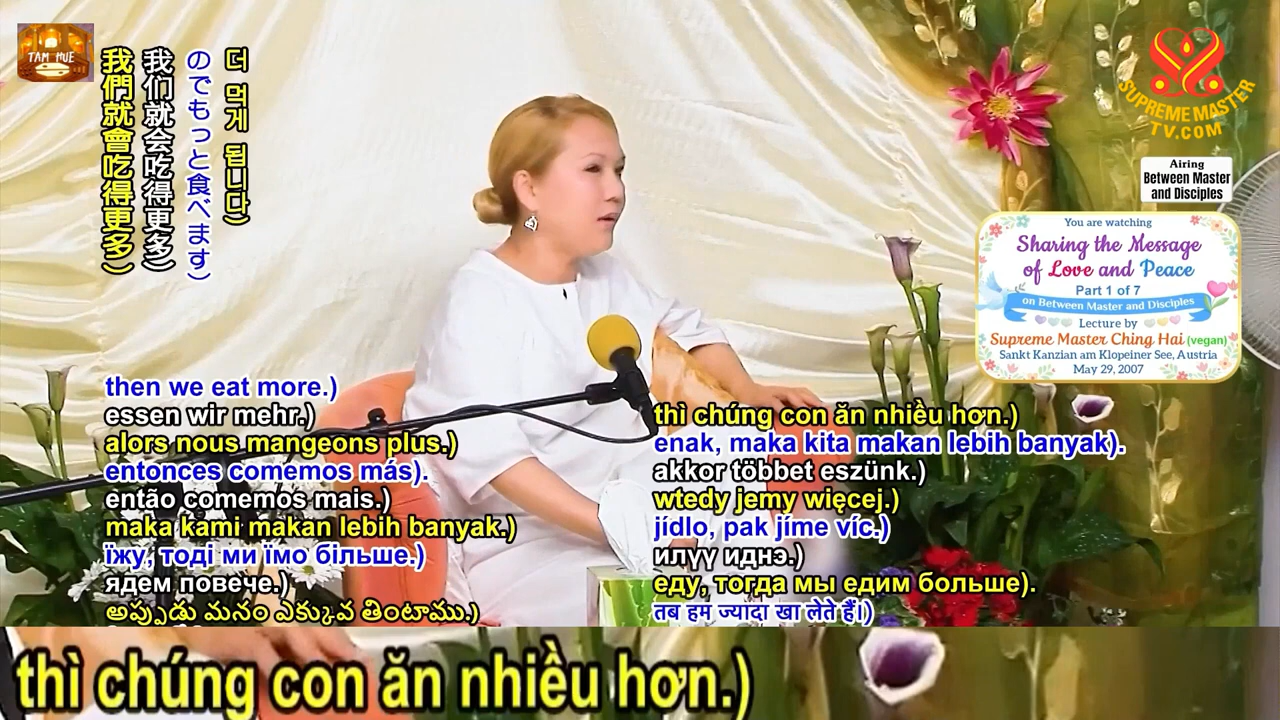 TAM HUE
我們就會吃得更多）
我们就会吃得更多）
のでもっと食べます）
더 먹게 됩니다)
SUPREME MASTER
TV.COM
Airing
Between Master
and Disciples
You are watching
Sharing the Message
of Love and Peace
Part 1 of 7
on Between Master and Disciples
Lecture by
Supreme Master Ching Hai (vegan)
Sankt Kanzian am Klopeiner See, Austria
May 29, 2007
then we eat more.)
essen wir mehr.)
alors nous mangeons plus.)
entonces comemos más).
então comemos mais.)
maka kami makan lebih banyak.)
їжу, тоді ми їмо більше.)
ядем повече.)
అప్పుడు మనం ఎక్కువ తింటాము.)
thì chúng con ăn nhiều hơn.)
enak, maka kita makan lebih banyak).
akkor többet eszünk.)
wtedy jemy więcej.)
jídlo, pak jíme víc.)
илүү иднэ.)
еду, тогда мы едим больше).
तब हम ज्यादा खा लेते हैं।)
thì chúng con ăn nhiều hơn.)